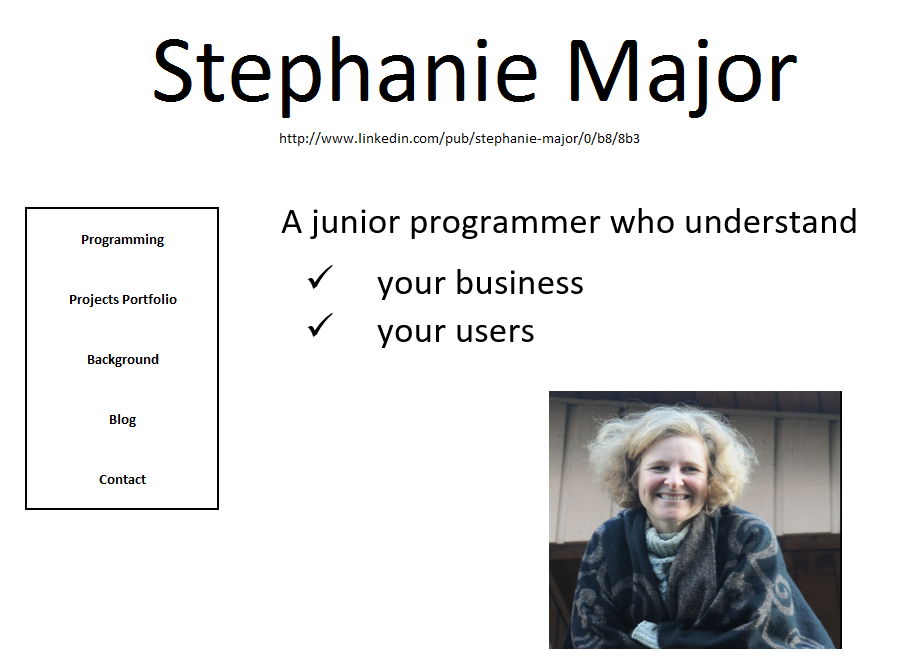 Stephanie Major
http://www.linkedin.com/pub/stephanie-major/0/b8/8b3
Programming
Projects Portfolio
Background
Blog
Contact
A junior programmer who understand
✓ your business
✓ your users